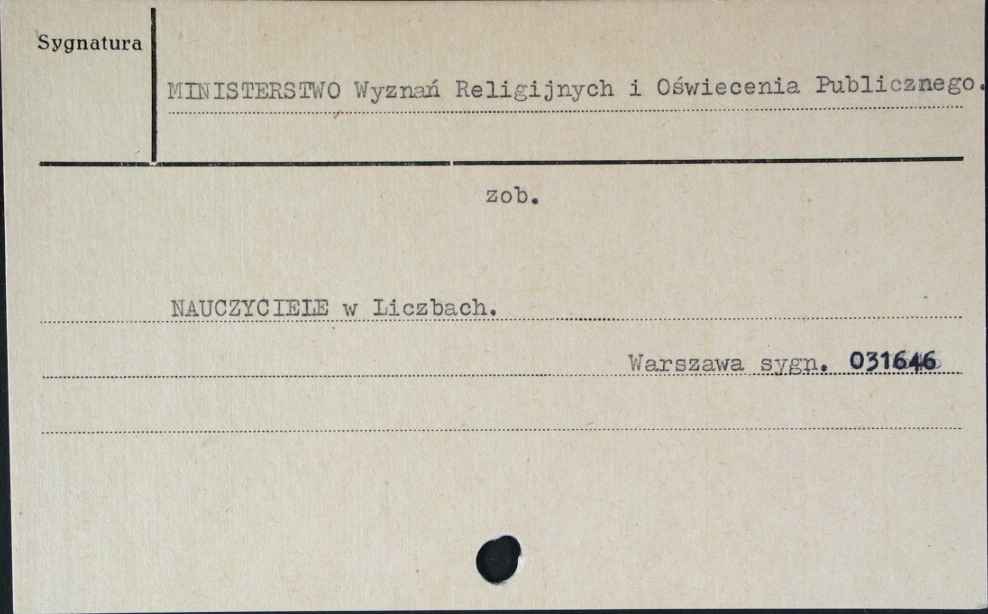 Sygnatura
MINISTERSTWO Wyznań Religijnych i Oświecenia Publicznego.
zob.
NAUCZYCIELE w Liczbach.
Warszawa sygn. 031646